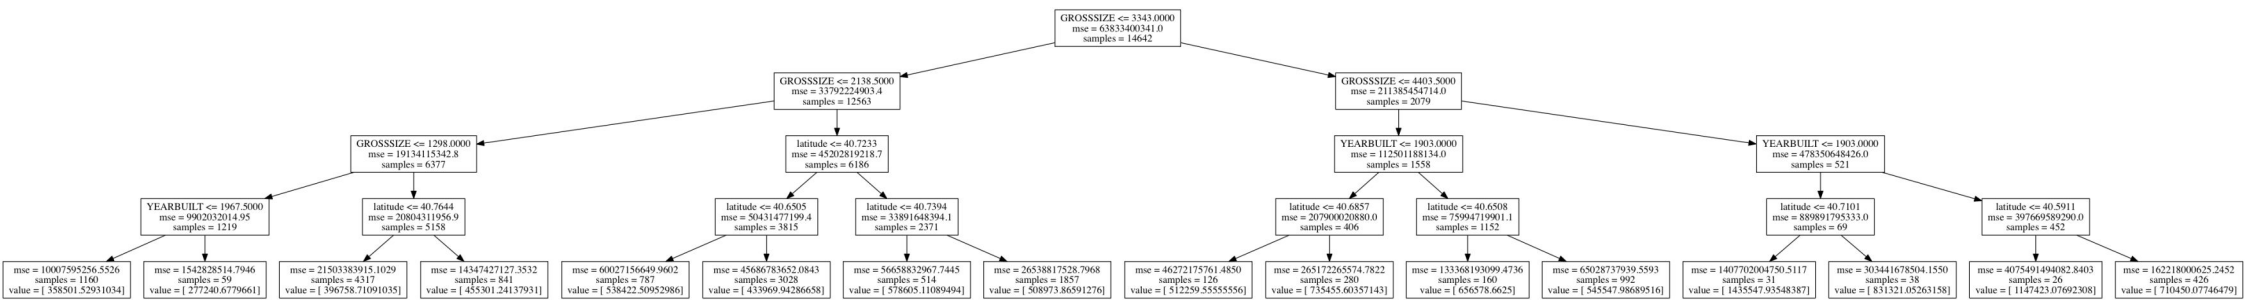 GROSSSIZE <= 3343.0000
mse = 63833400341.0
samples = 14642
GROSSSIZE <= 2138.5000
mse = 33792224903.4
samples = 12563
GROSSSIZE <= 4403.5000
mse = 211385454714.0
samples = 2079
GROSSSIZE <= 1298.0000
mse = 19134115342.8
samples = 6377
latitude <= 40.7233
mse = 45202819218.7
samples = 6186
YEARBUILT <= 1903.0000
mse = 112501188134.0
samples = 1558
YEARBUILT <= 1903.0000
mse = 478350648426.0
samples = 521
YEARBUILT <= 1967.5000
mse = 9902032014.95
samples = 1219
latitude <= 40.7644
mse = 20804311956.9
samples = 5158
latitude <= 40.6505
mse = 50431477199.4
samples = 3815
latitude <= 40.7394
mse = 33891648394.1
samples = 2371
latitude <= 40.6857
mse = 207900020880.0
samples = 406
latitude <= 40.6508
mse = 75994719901.1
samples = 1152
latitude <= 40.7101
mse = 889891795333.0
samples = 69
latitude <= 40.5911
mse = 397669589290.0
samples = 452
mse = 10007595256.5526
samples = 1160
value = [ 358501.52931034]
mse = 1542828514.7946
samples = 59
value = [ 277240.6779661]
mse = 21503383915.1029
samples = 4317
value = [ 396758.71091035]
mse = 14347427127.3532
samples = 841
value = [ 455301.24137931]
mse = 60027156649.9602
samples = 787
value = [ 538422.50952986]
mse = 45686783652.0843
samples = 3028
value = [ 433969.94286658]
mse = 56658832967.7445
samples = 514
value = [ 578605.11089494]
mse = 26538817528.7968
samples = 1857
value = [ 508973.86591276]
mse = 46272175761.4850
samples = 126
value = [ 512259.55555556]
mse = 265172265574.7822
samples = 280
value = [ 735455.60357143]
mse = 133368193099.4736
samples = 160
value = [ 656578.6625]
mse = 65028737939.5593
samples = 992
value = [ 545547.98689516]
mse = 1407702004750.5117
samples = 31
value = [ 1435547.93548387]
mse = 303441678504.1550
samples = 38
value = [ 831321.05263158]
mse = 4075491494082.8403
samples = 26
value = [ 1147423.07692308]
mse = 162218000625.2452
samples = 426
value = [ 710450.07746479]